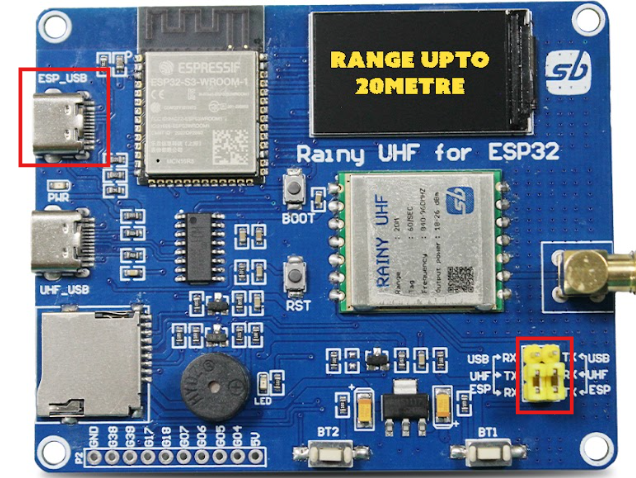 ESP_USB
ESPRESSIF
ESP32-S3-WROOM-1
RANGE UPTO
20METRE
sb
Rainy UHF for ESP32
PWR
BOOT
UHF_USB
RST
RAINY UHF
Range : 20M
Tag : 60MSEC
Frequency : 840-960MHZ
Output power : 18-26 dBm
sb
USB RX TX USB
UHF TX RX UHF
ESP RX TX ESP
LED
BT2
BT1
P2 GND G38 G39 G17 G18 G07 G06 G05 G04 5V